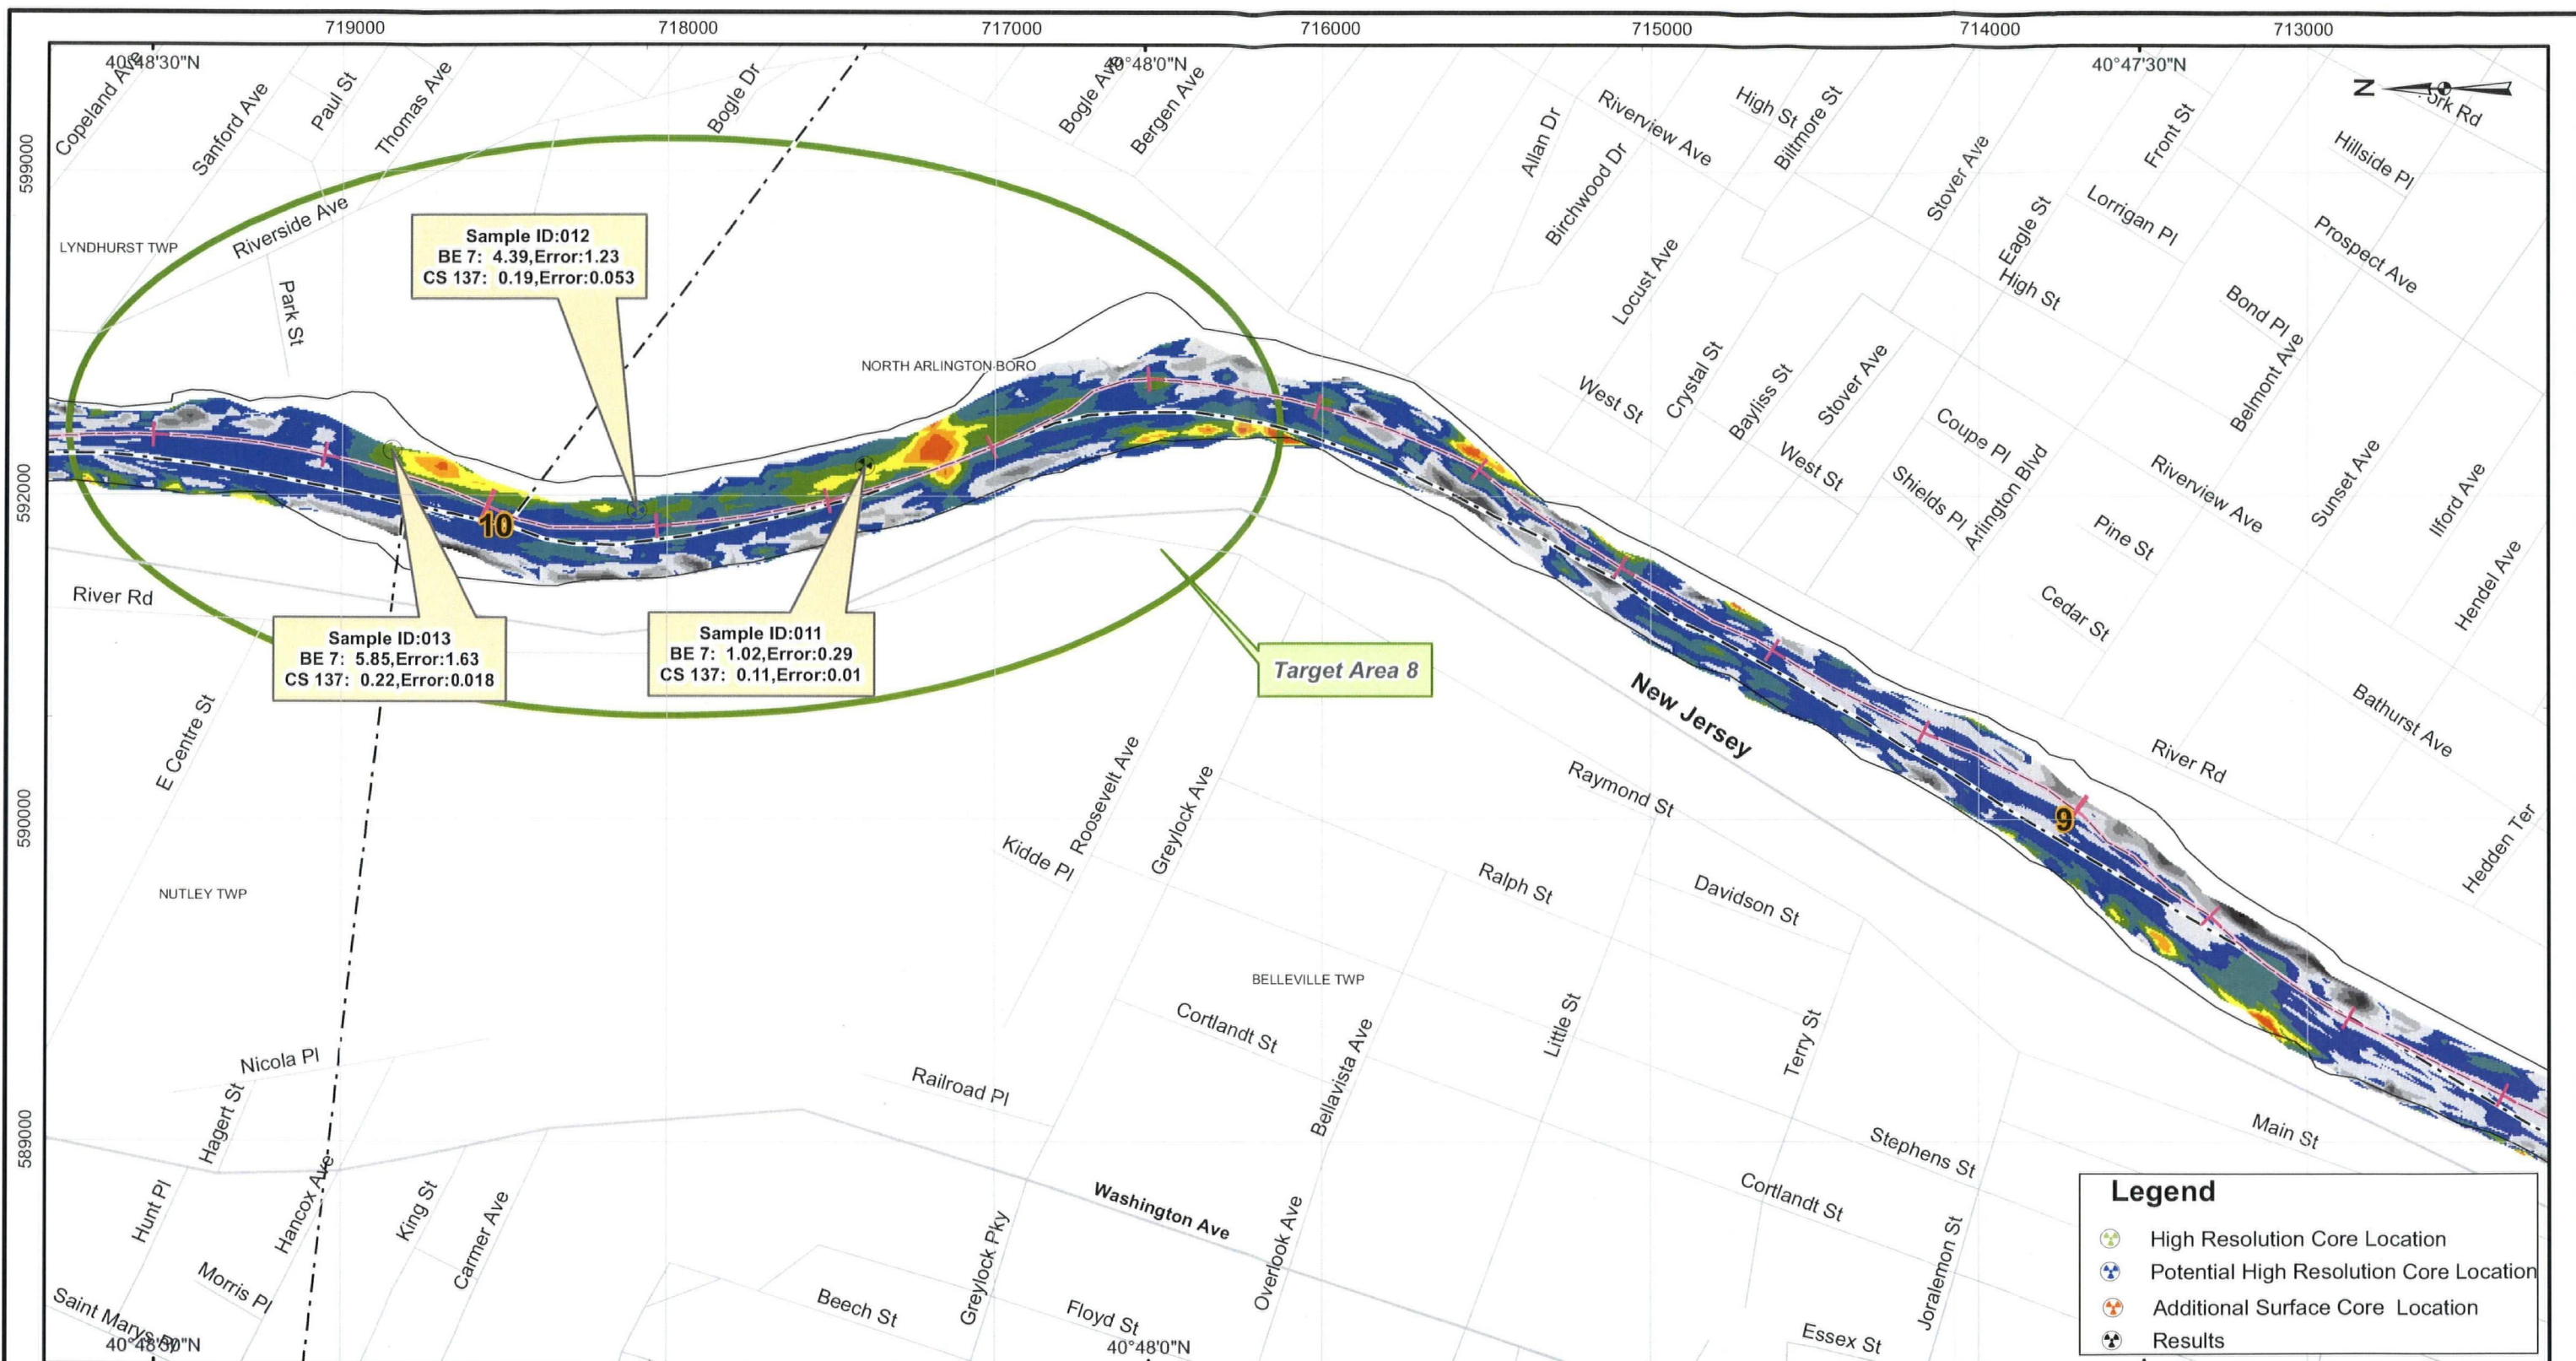 719000
718000
717000
716000
715000
714000
713000
40°48'30"N
40°48'0"N
40°47'30"N
N
599000
592000
590000
589000
Copeland Ave
Sanford Ave
Paul St
Thomas Ave
Bogle Dr
Bogle Ave
Bergen Ave
Allan Dr
Riverview Ave
High St
Biltmore St
Birchwood Dr
Stover Ave
Front St
Hillside Pl
Lorrigan Pl
Eagle St
Prospect Ave
High St
Bond Pl
Belmont Ave
Locust Ave
Crystal St
Bayliss St
Stover Ave
West St
West St
Coupe Pl
Shields Pl
Arlington Blvd
Riverview Ave
Sunset Ave
Ilford Ave
Pine St
Hendel Ave
Cedar St
Bathurst Ave
River Rd
Hedden Ter
LYNDHURST TWP
Riverside Ave
Park St
Sample ID:012
BE 7: 4.39,Error:1.23
CS 137: 0.19,Error:0.053
NORTH ARLINGTON BORO
10
River Rd
Sample ID:013
BE 7: 5.85,Error:1.63
CS 137: 0.22,Error:0.018
Sample ID:011
BE 7: 1.02,Error:0.29
CS 137: 0.11,Error:0.01
Target Area 8
New Jersey
9
E Centre St
NUTLEY TWP
Roosevelt Ave
Greylock Ave
Kidde Pl
Raymond St
Ralph St
Davidson St
BELLEVILLE TWP
Cortlandt St
Bellavista Ave
Little St
Terry St
Nicola Pl
Hagert St
Railroad Pl
Main St
Stephens St
Cortlandt St
Washington Ave
Hunt Pl
Hancox Ave
King St
Carmer Ave
Morris Pl
Saint Marys Pl
Greylock Pky
Overlook Ave
Beech St
Floyd St
Joralemon St
Essex St
40°48'30"N
40°48'0"N
Legend
High Resolution Core Location
Potential High Resolution Core Location
Additional Surface Core Location
Results